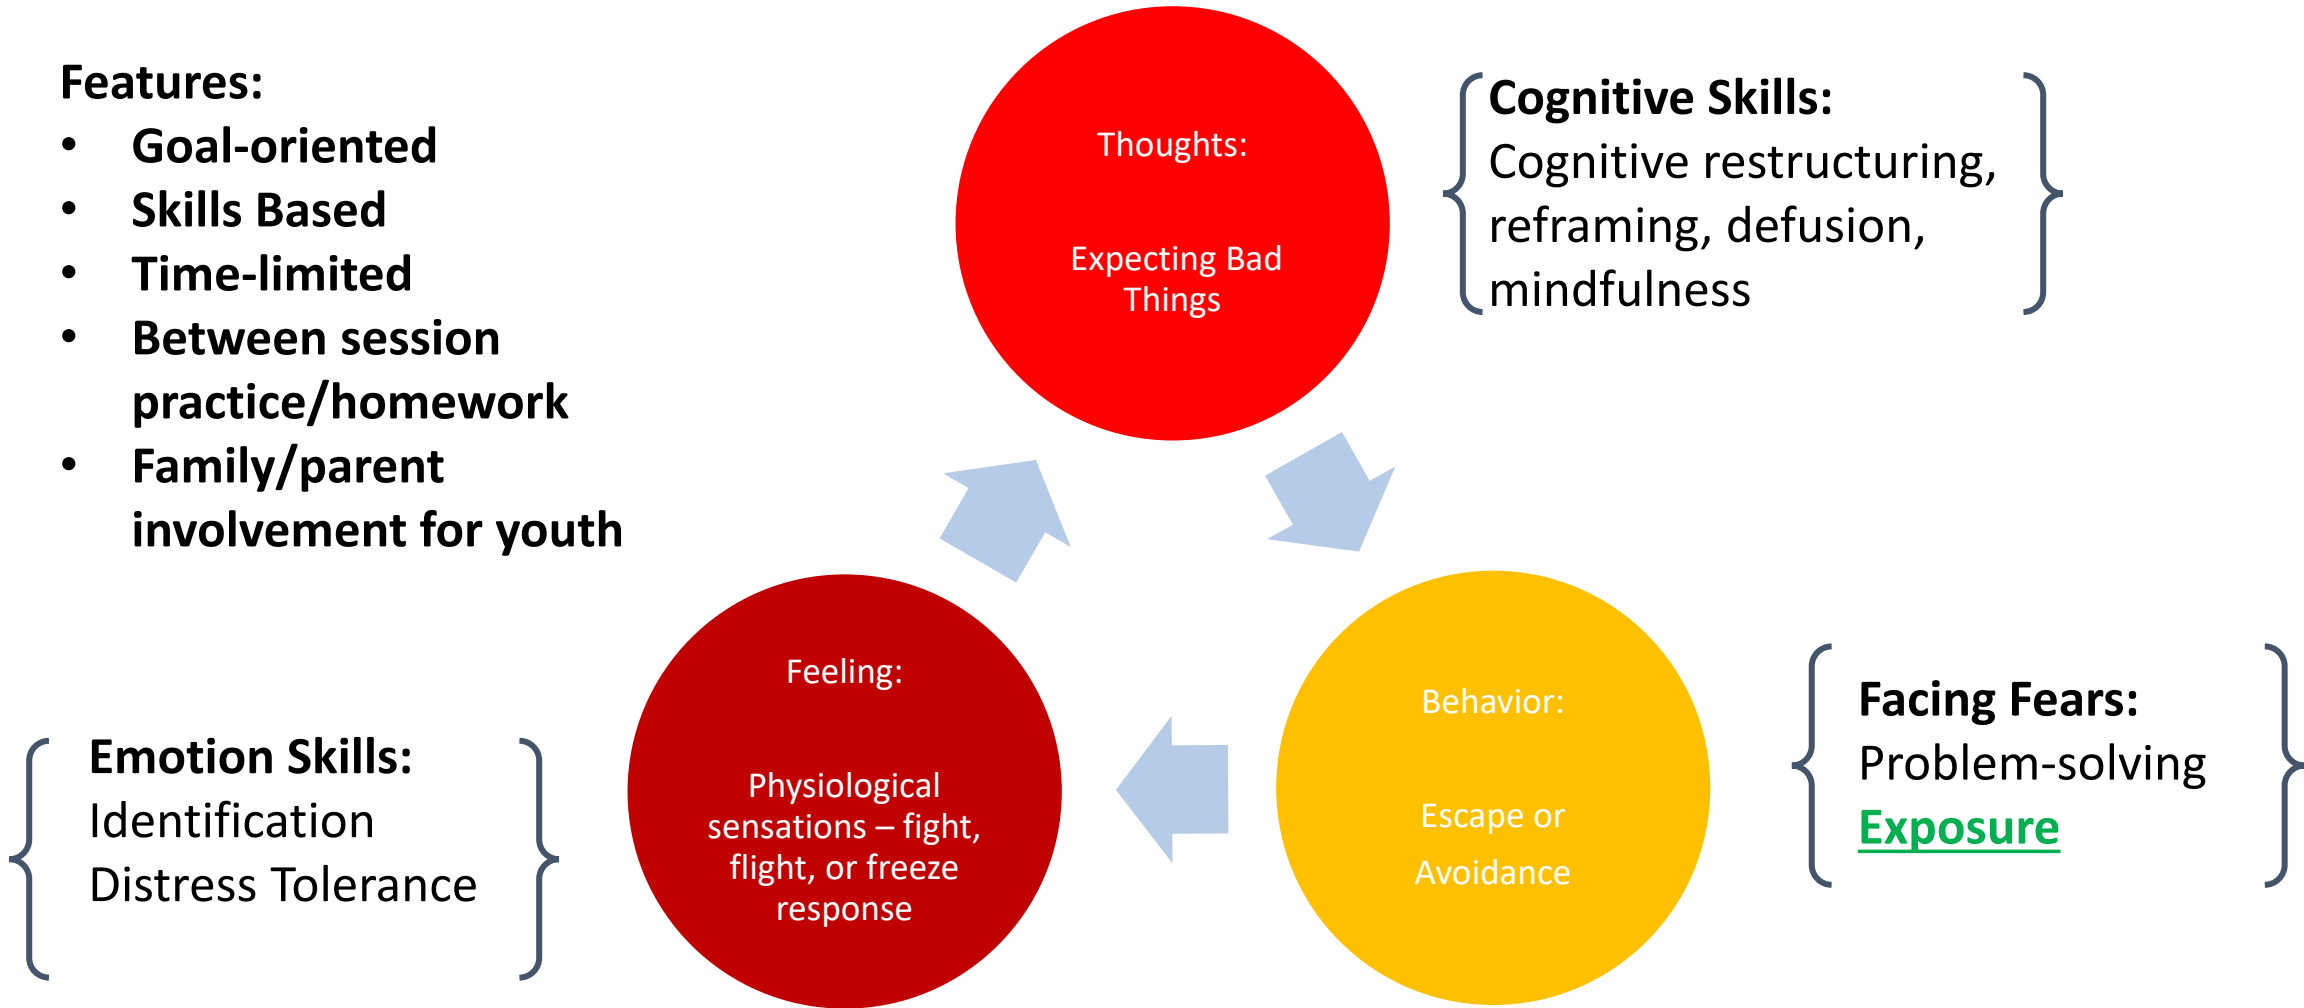 Features:
• Goal-oriented
• Skills Based
• Time-limited
• Between session
practice/homework
• Family/parent
involvement for youth
Thoughts:
Expecting Bad
Things
Cognitive Skills:
Cognitive restructuring,
reframing, defusion,
mindfulness
Feeling:
Physiological
sensations – fight,
flight, or freeze
response
Emotion Skills:
Identification
Distress Tolerance
Behavior:
Escape or
Avoidance
Facing Fears:
Problem-solving
Exposure